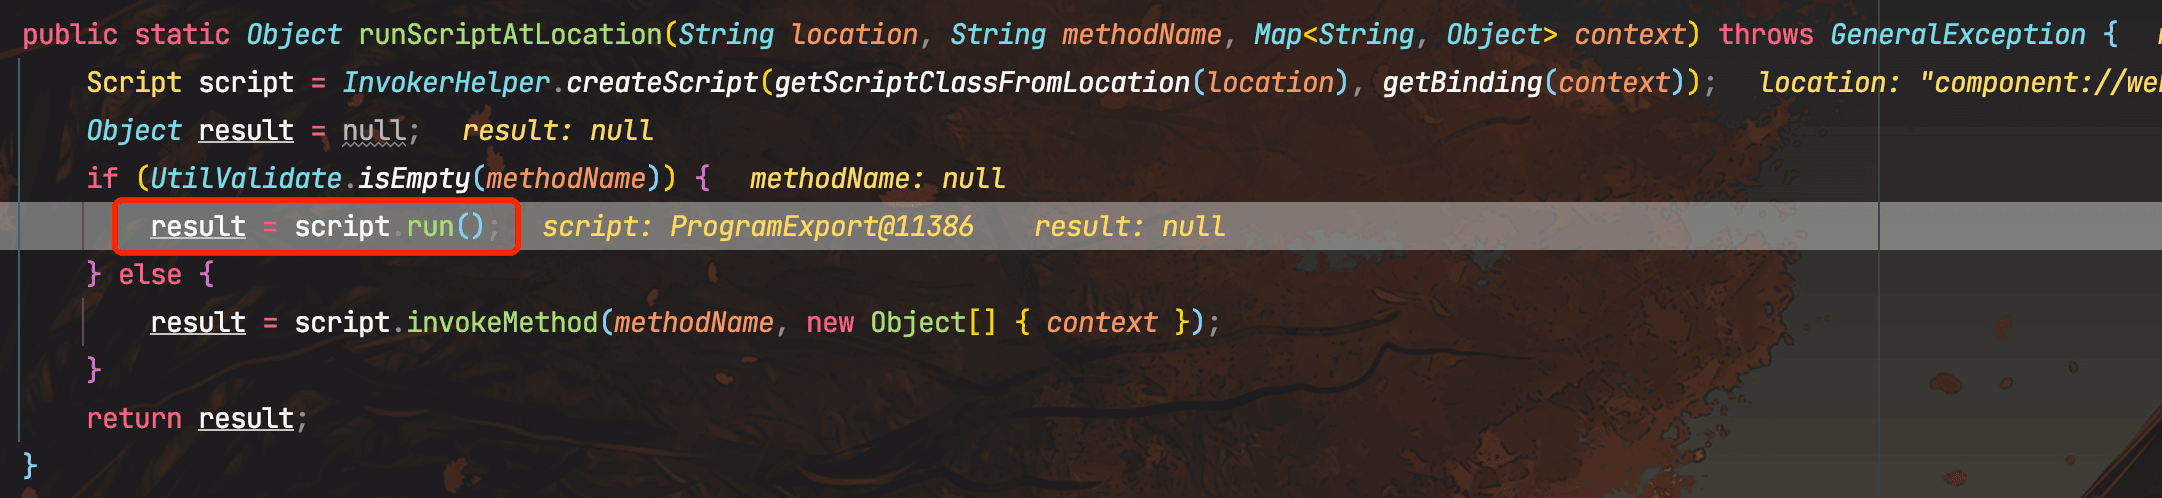 public static Object runScriptAtLocation(String location, String methodName, Map<String, Object> context) throws GeneralException {
Script script = InvokerHelper.createScript(getScriptClassFromLocation(location), getBinding(context)); location: "component://we
Object result = null; result: null
if (UtilValidate.isEmpty(methodName)) { methodName: null
result = script.run(); script: ProgramExport@11386 result: null
} else {
result = script.invokeMethod(methodName, new Object[] { context });
}
return result;
}